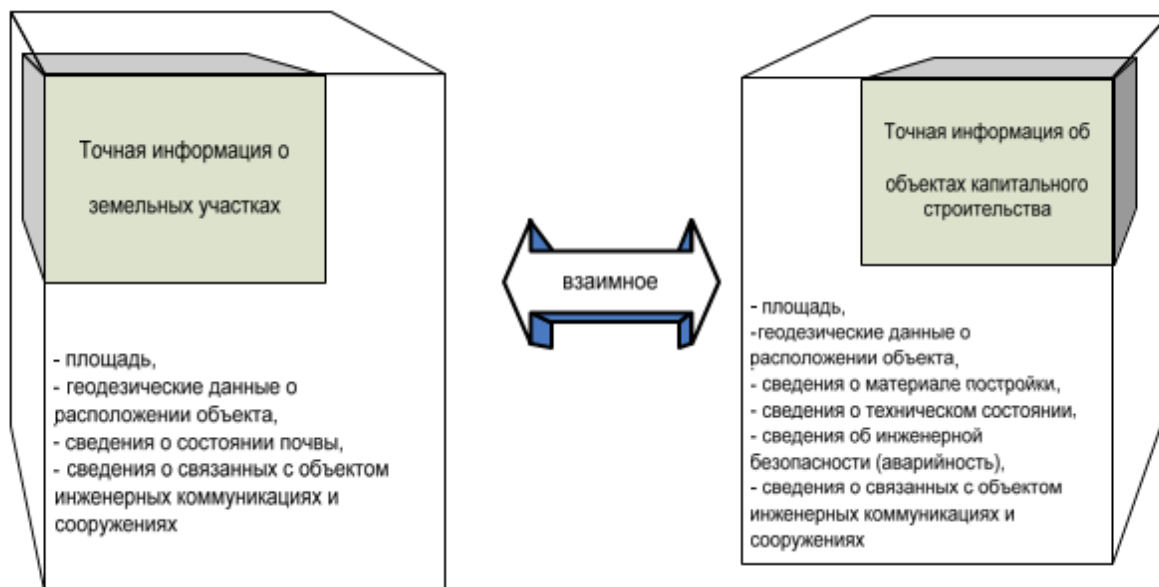 Точная информация о
земельных участках
- площадь,
- геодезические данные о
расположении объекта,
- сведения о состоянии почвы,
- сведения о связанных с объектом
инженерных коммуникациях и
сооружениях
взаимное
Точная информация об
объектах капитального
строительства
- площадь,
-геодезические данные о
расположении объекта,
- сведения о материале постройки,
- сведения о техническом состоянии,
- сведения об инженерной
безопасности (аварийность),
- сведения о связанных с объектом
инженерных коммуникациях и
сооружениях